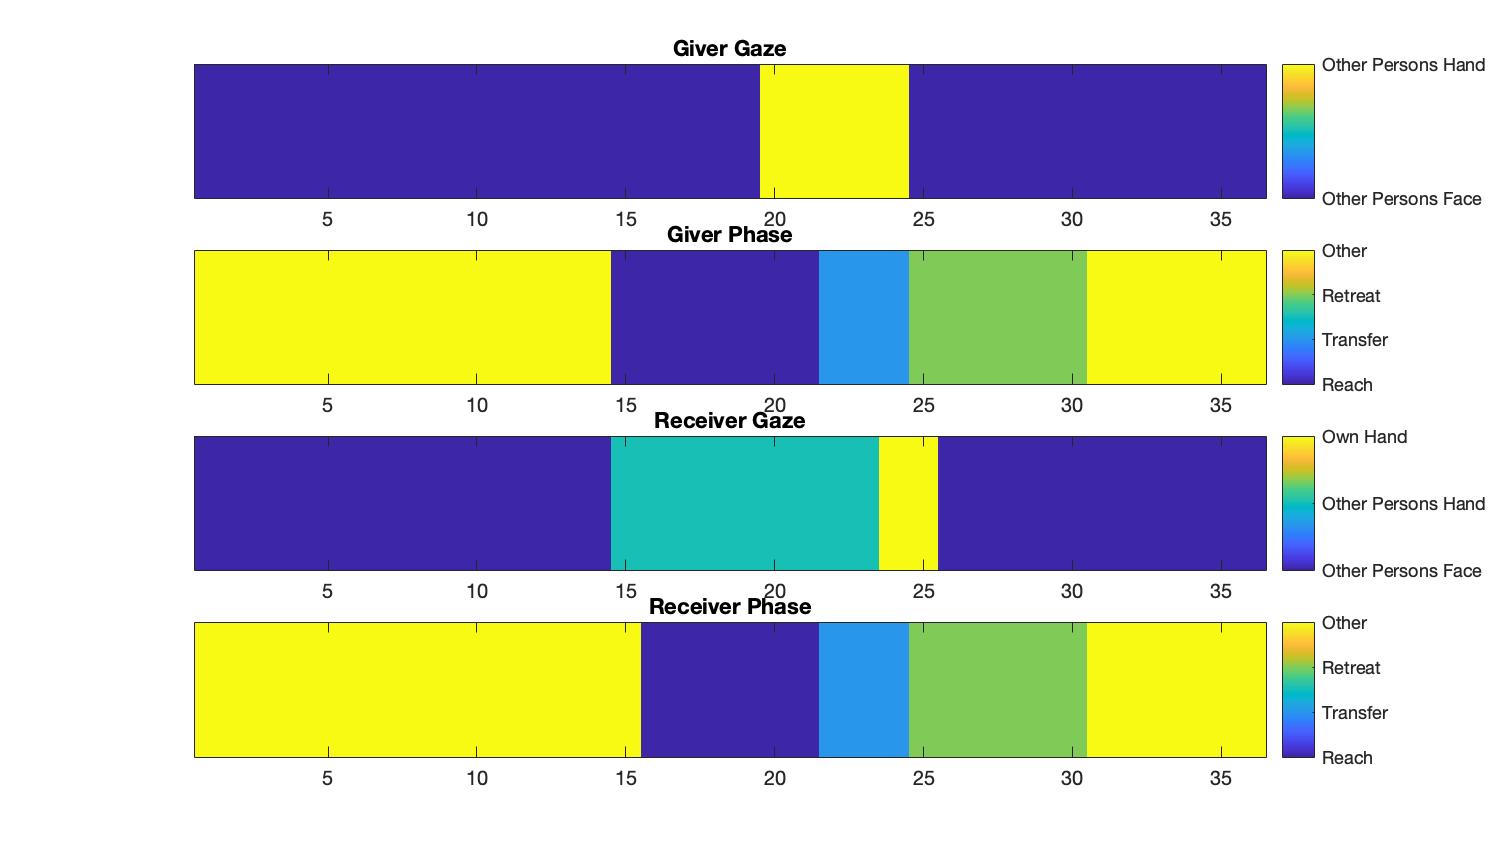 Giver Gaze
Other Persons Hand
Other Persons Face
5 10 15 20 25 30 35
Giver Phase
Other
Retreat
Transfer
Reach
5 10 15 20 25 30 35
Receiver Gaze
Own Hand
Other Persons Hand
Other Persons Face
5 10 15 20 25 30 35
Receiver Phase
Other
Retreat
Transfer
Reach
5 10 15 20 25 30 35